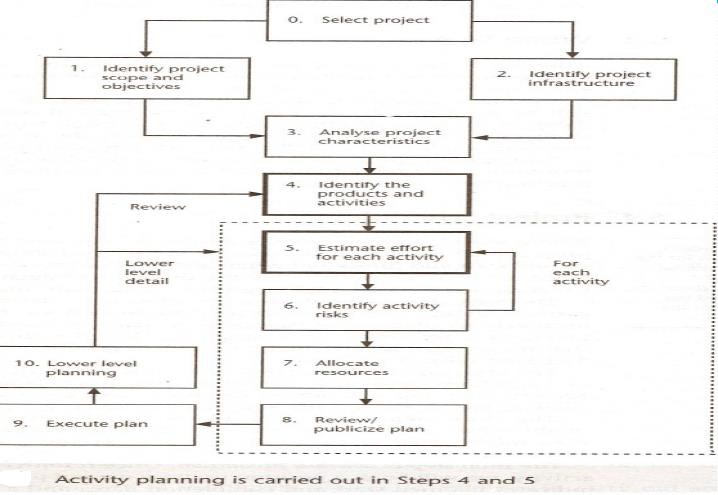 0. Select project
1. Identify project
scope and
objectives
2. Identify project
infrastructure
3. Analyse project
characteristics
4. Identify the
products and
activities
Review
5. Estimate effort
for each activity
Lower
level
detail
For
each
activity
6. Identify activity
risks
7. Allocate
resources
10. Lower level
planning
8. Review/
publicize plan
9. Execute plan
Activity planning is carried out in Steps 4 and 5